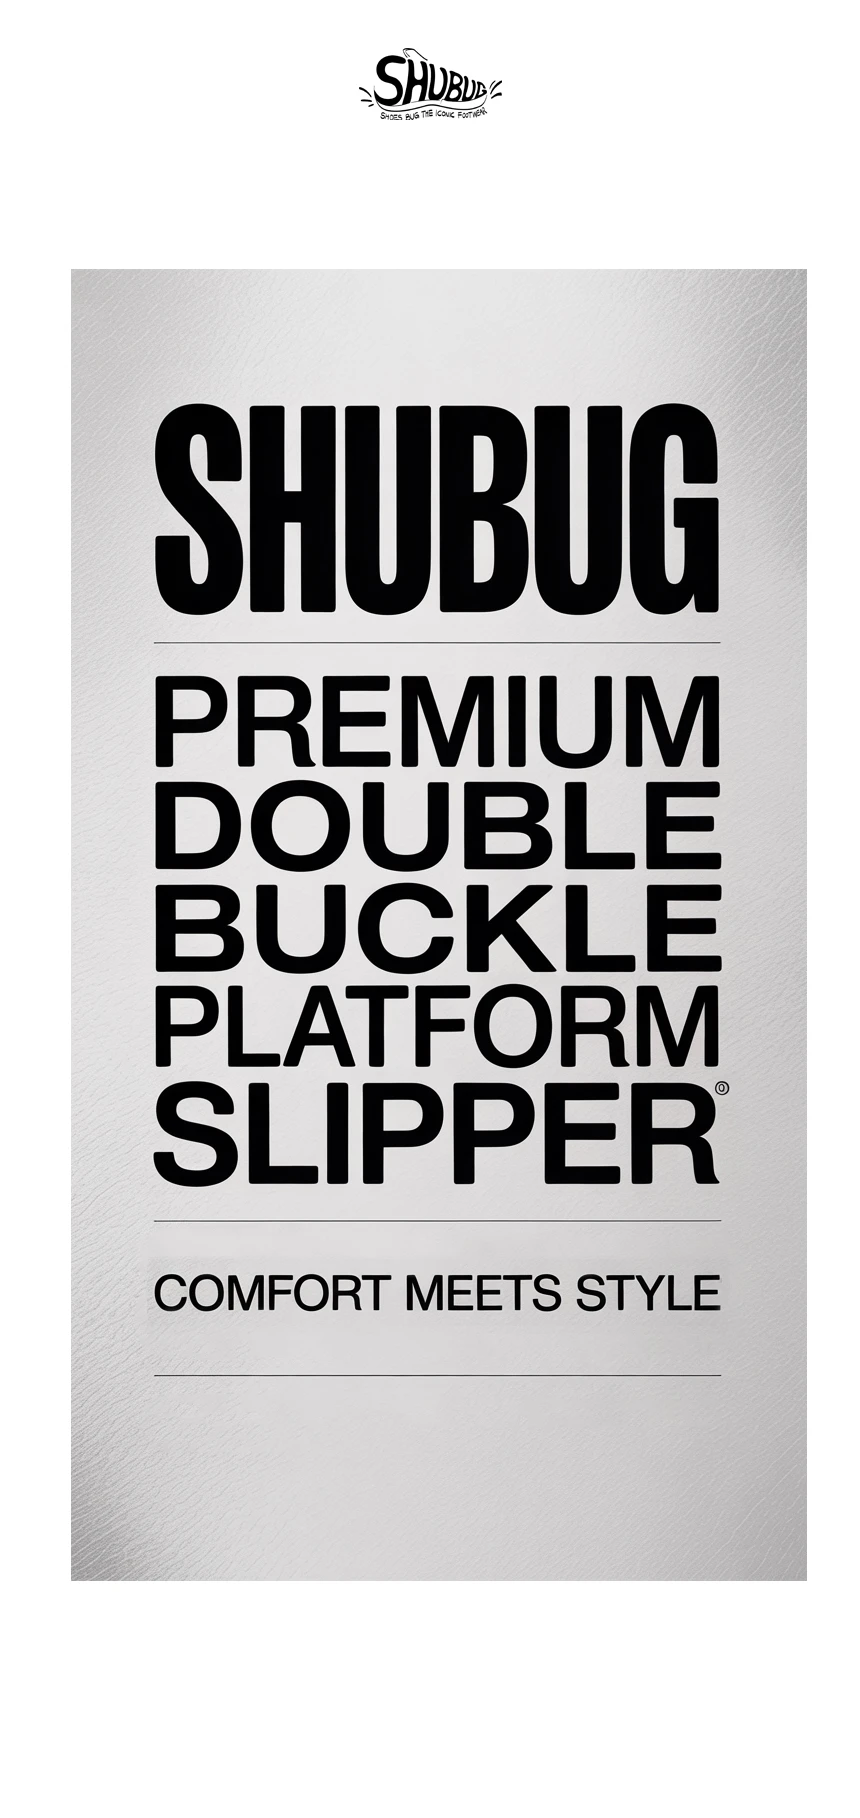 SHUBUG
SHOES BUG THE ICONIC FOOTWEAR
SHUBUG
PREMIUM
DOUBLE
BUCKLE
PLATFORM
SLIPPER
COMFORT MEETS STYLE